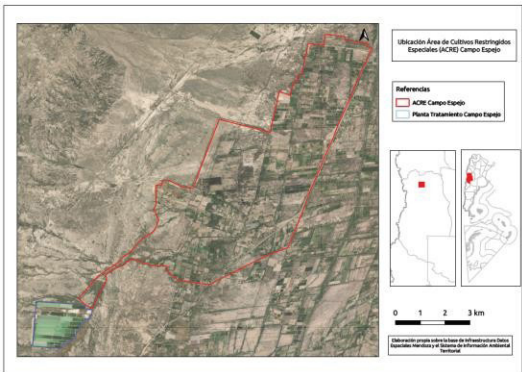 Ubicación Área de Cultivos Restringidos
Especiales (ACRE) Campo Espejo
Referencias
ACRE Campo Espejo
Planta Tratamiento Campo Espejo
0 1 2 3 km
Elaboración propia sobre la base de Infraestructura Datos
Espaciales Mendoza y el Sistema de Información Ambiental
Territorial